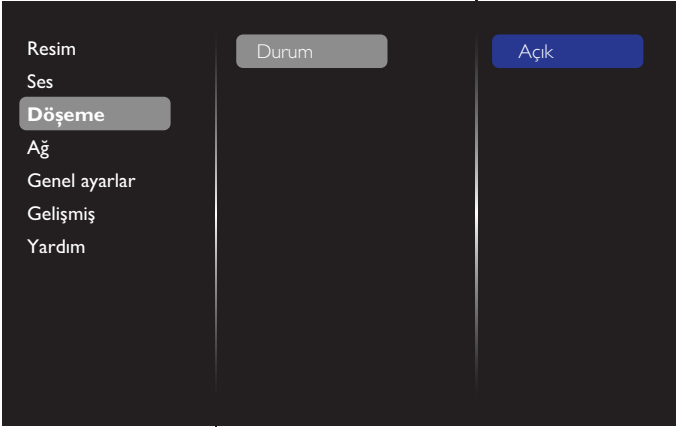 Resim
Ses
Döşeme
Ağ
Genel ayarlar
Gelişmiş
Yardım
Durum
Açık